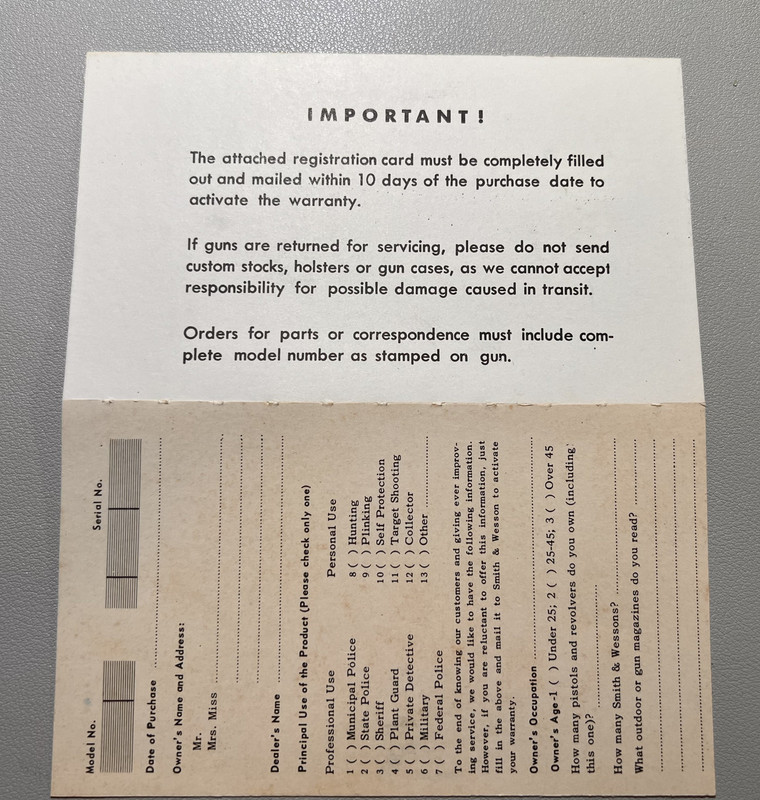 IMPORTANT!
The attached registration card must be completely filled
out and mailed within 10 days of the purchase date to
activate the warranty.
If guns are returned for servicing, please do not send
custom stocks, holsters or gun cases, as we cannot accept
responsibility for possible damage caused in transit.
Orders for parts or correspondence must include com-
plete model number as stamped on gun.
Model No. Serial No.
Date of Purchase
Owner's Name and Address:
Mr.
Mrs. Miss
Dealer's Name
Principal Use of the Product (Please check only one)
Professional Use Personal Use
1 ( ) Municipal Police 8 ( ) Hunting
2 ( ) State Police 9 ( ) Plinking
3 ( ) Sheriff 10 ( ) Self Protection
4 ( ) Plant Guard 11 ( ) Target Shooting
5 ( ) Private Detective 12 ( ) Collector
6 ( ) Military 13 ( ) Other
7 ( ) Federal Police
To the end of knowing our customers and giving ever improv-
ing service, we would like to have the following information.
However, if you are reluctant to offer this information, just
fill in the above and mail it to Smith & Wesson to activate
your warranty.
Owner's Occupation
Owner's Age-1 ( ) Under 25; 2 ( ) 25-45; 3 ( ) Over 45
How many pistols and revolvers do you own (including
this one)?
How many Smith & Wessons?
What outdoor or gun magazines do you read?